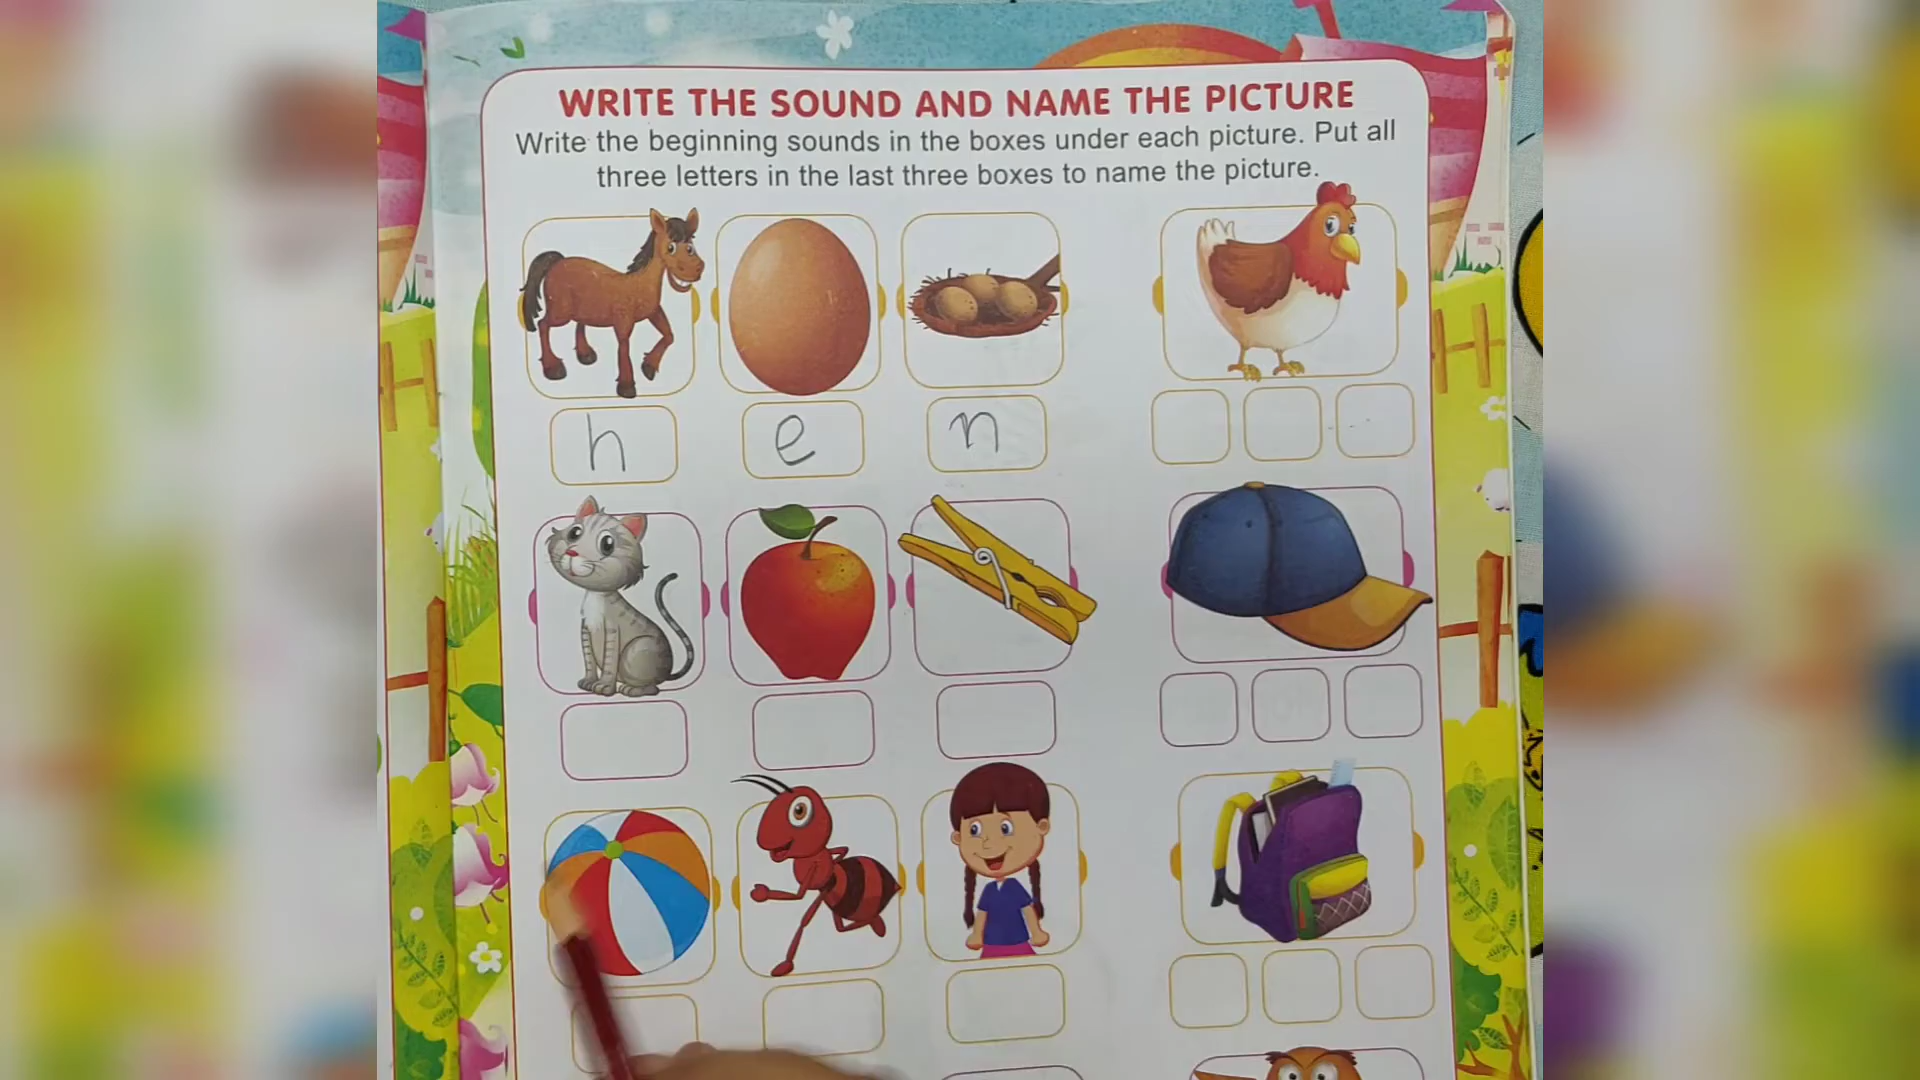 WRITE THE SOUND AND NAME THE PICTURE
Write the beginning sounds in the boxes under each picture. Put all
three letters in the last three boxes to name the picture.
h e n